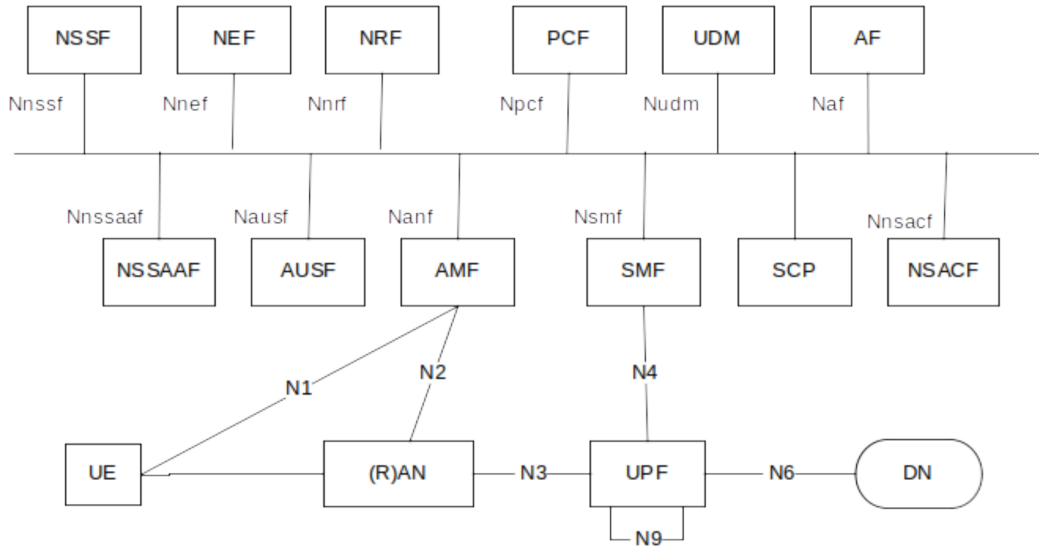 NSSF NEF NRF PCF UDM AF
Nnssf Nnef Nnrf Npcf Nudm Naf
Nnssaaf Nausf Nanf Nsmf Nnsacf
NSSAAF AUSF AMF SMF SCP NSACF
N1 N2 N4
UE (R)AN N3 UPF N6 DN
N9